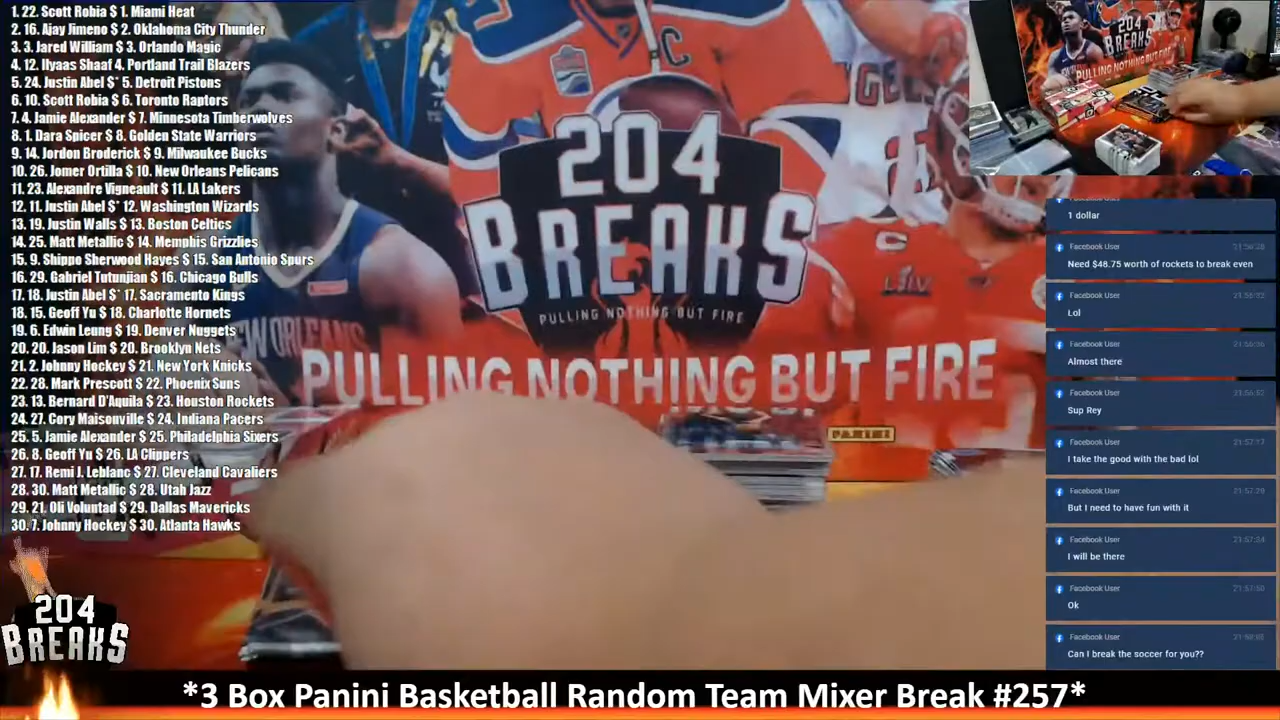 1. 22. Scott Robia $ 1. Miami Heat
2. 16. Ajay Jimeno $ 2. Oklahoma City Thunder
3. 3. Jared William $ 3. Orlando Magic
4. 12. Ilyaas Shaaf 4. Portland Trail Blazers
5. 24. Justin Abel $* 5. Detroit Pistons
6. 10. Scott Robia $ 6. Toronto Raptors
7. 4. Jamie Alexander $ 7. Minnesota Timberwolves
8. 1. Dara Spicer $ 8. Golden State Warriors
9. 14. Jordon Broderick $ 9. Milwaukee Bucks
10. 26. Jomer Ortilla $ 10. New Orleans Pelicans
11. 23. Alexandre Vigneault $ 11. LA Lakers
12. 11. Justin Abel $* 12. Washington Wizards
13. 19. Justin Walls $ 13. Boston Celtics
14. 25. Matt Metallic $ 14. Memphis Grizzlies
15. 9. Shippo Sherwood Hayes $ 15. San Antonio Spurs
16. 29. Gabriel Tutunjian $ 16. Chicago Bulls
17. 18. Justin Abel $* 17. Sacramento Kings
18. 15. Geoff Yu $ 18. Charlotte Hornets
19. 6. Edwin Leung $ 19. Denver Nuggets
20. 20. Jason Lim $ 20. Brooklyn Nets
21. 2. Johnny Hockey $ 21. New York Knicks
22. 28. Mark Prescott $ 22. Phoenix Suns
23. 13. Bernard D'Aquila $ 23. Houston Rockets
24. 27. Cory Maisonville $ 24. Indiana Pacers
25. 5. Jamie Alexander $ 25. Philadelphia Sixers
26. 8. Geoff Yu $ 26. LA Clippers
27. 17. Remi J. Leblanc $ 27. Cleveland Cavaliers
28. 30. Matt Metallic $ 28. Utah Jazz
29. 21. Oli Voluntad $ 29. Dallas Mavericks
30. 7. Johnny Hockey $ 30. Atlanta Hawks
204
BREAKS
C
204
BREAKS
PULLING NOTHING BUT FIRE
PULLING NOTHING BUT FIRE
NEW ORLEANS
C
LIV
PANINI
204
BREAKS
PULLING NOTHING BUT FIRE
Facebook User
1 dollar
Facebook User
Need $48.75 worth of rockets to break even
Facebook User
Lol
Facebook User
Almost there
Facebook User
Sup Rey
Facebook User
I take the good with the bad lol
Facebook User
But I need to have fun with it
Facebook User
I will be there
Facebook User
Ok
Facebook User
Can I break the soccer for you??
*3 Box Panini Basketball Random Team Mixer Break #257*